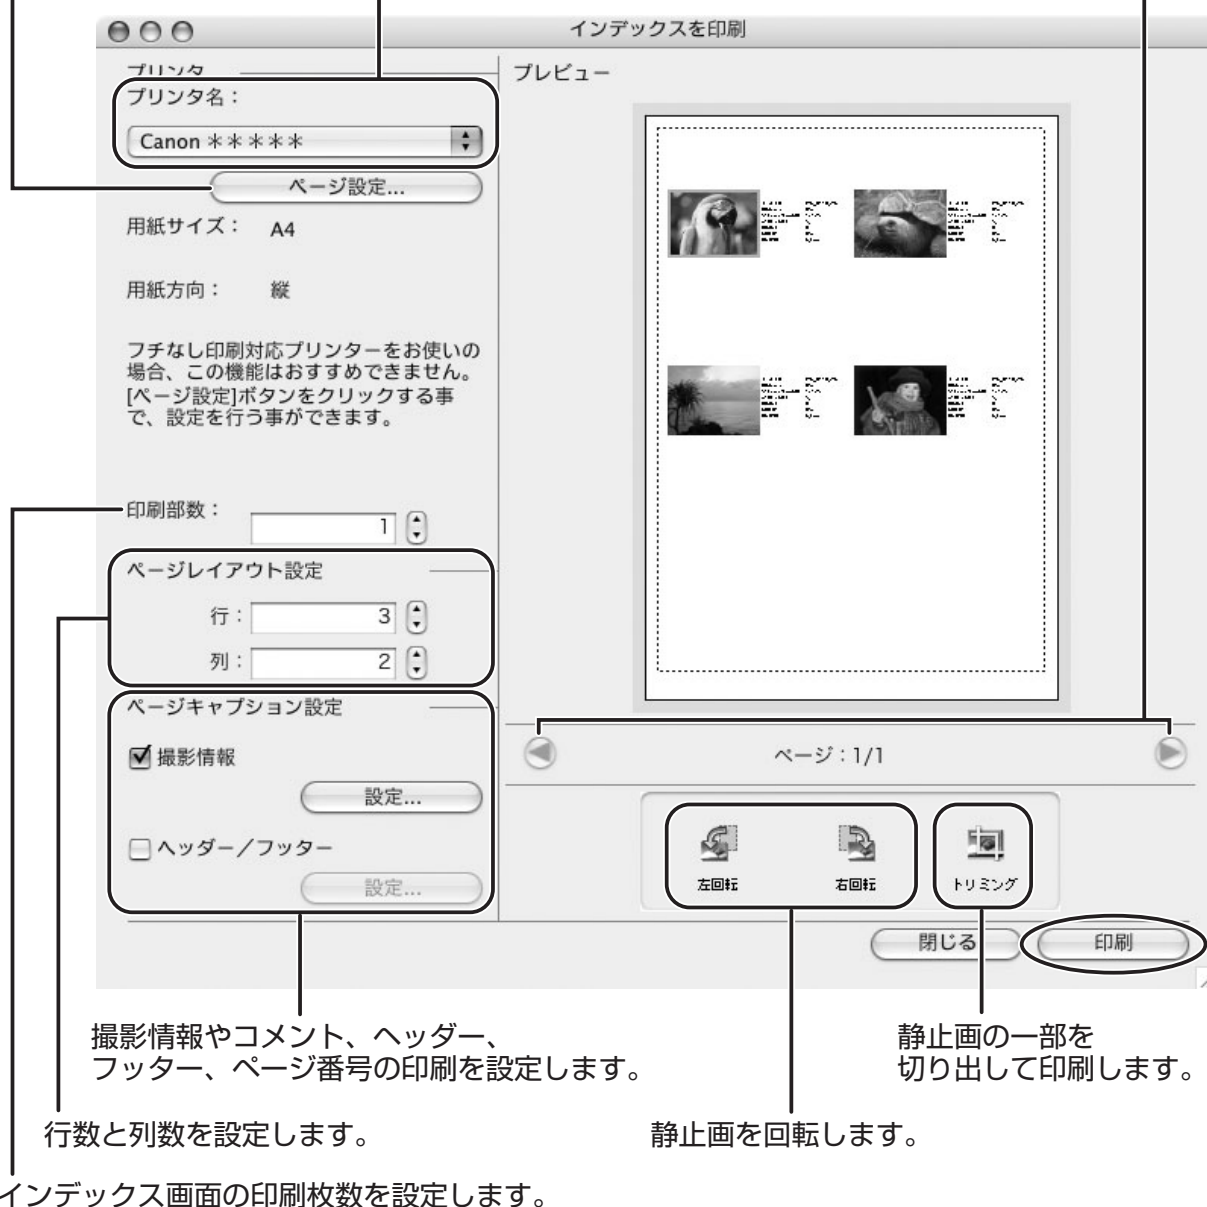 インデックスを印刷
プリンタ
プリンタ名：
Canon ＊＊＊＊＊
ページ設定...
用紙サイズ： A4
用紙方向： 縦
フチなし印刷対応プリンターをお使いの
場合、この機能はおすすめできません。
[ページ設定]ボタンをクリックする事
で、設定を行う事ができます。
印刷部数：
1
ページレイアウト設定
行： 3
列： 2
ページキャプション設定
撮影情報
設定...
ヘッダー／フッター
設定...
プレビュー
ページ：1/1
左回転
右回転
トリミング
閉じる
印刷
撮影情報やコメント、ヘッダー、
フッター、ページ番号の印刷を設定します。
静止画の一部を
切り出して印刷します。
行数と列数を設定します。
静止画を回転します。
インデックス画面の印刷枚数を設定します。